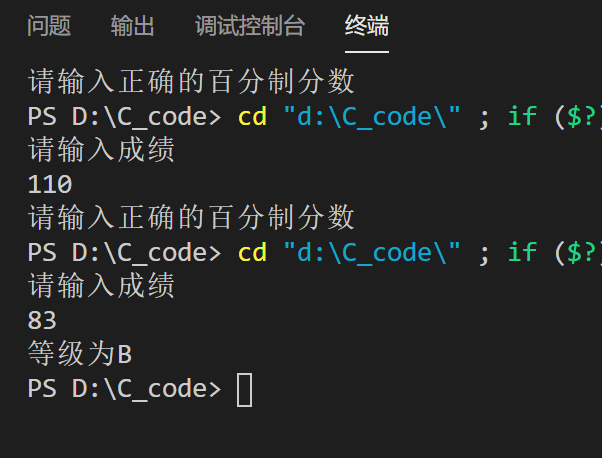 问题 输出 调试控制台 终端
请输入正确的百分制分数
PS D:\C_code> cd "d:\C_code\" ; if ($?)
请输入成绩
110
请输入正确的百分制分数
PS D:\C_code> cd "d:\C_code\" ; if ($?)
请输入成绩
83
等级为B
PS D:\C_code>